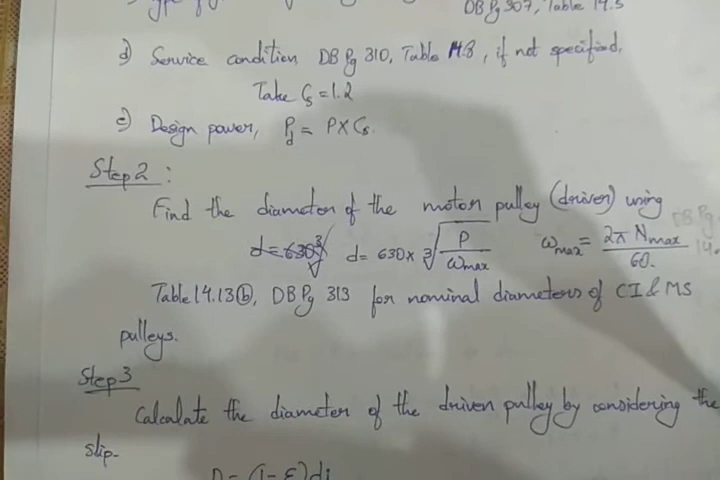 DB Pg 307, Table 14.
d) Service condition DB Pg 310, Table 14.8, if not specified,
Take Cs = 1.2
e) Design power, Pd = P × Cs.
Step 2 :
Find the diameter of the motor pulley (driver) using
d = 630 ∛ d = 630 × ∛(P / ωmax) ωmax = 2π Nmax / 60.
Table 14.13(b), DB Pg 313 for nominal diameters of CI & MS
pulleys.
Step 3
Calculate the diameter of the driven pulley by considering the
slip.
D = (1 - ε) di